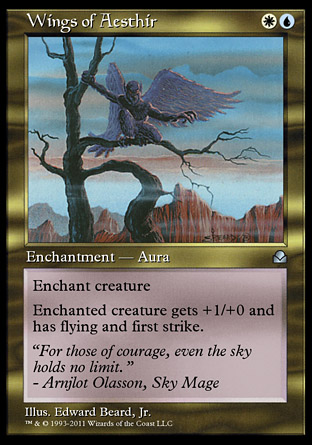 Wings of Aesthir
Enchantment — Aura
Enchant creature
Enchanted creature gets +1/+0 and
has flying and first strike.
“For those of courage, even the sky
holds no limit.”
- Arnjlot Olasson, Sky Mage
Illus. Edward Beard, Jr.
™ & © 1993-2011 Wizards of the Coast LLC